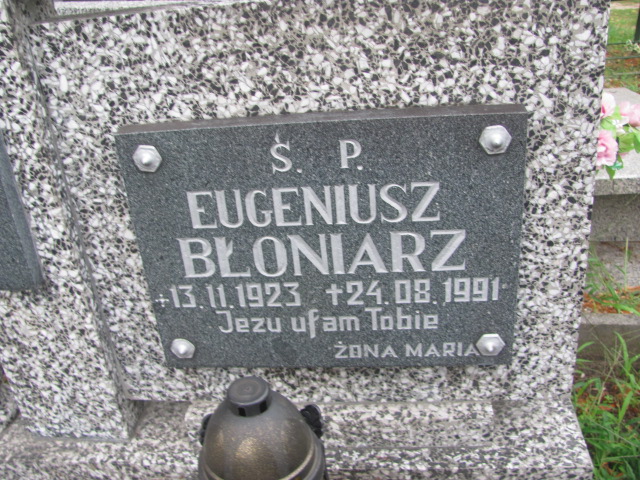 Ś. P.
EUGENIUSZ
BŁONIARZ
*13.11.1923 +24.08.1991
Jezu ufam Tobie
ŻONA MARIA